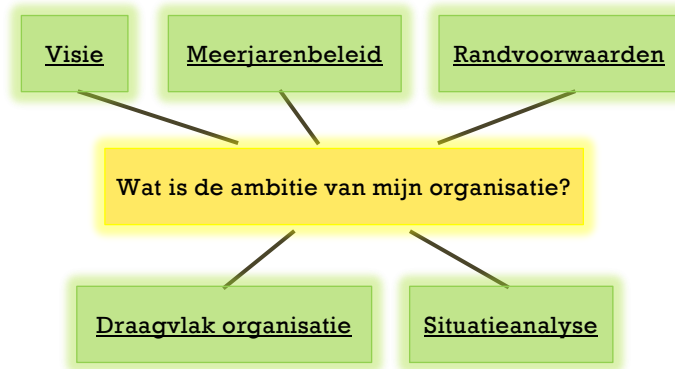 Visie
Meerjarenbeleid
Randvoorwaarden
Wat is de ambitie van mijn organisatie?
Draagvlak organisatie
Situatieanalyse